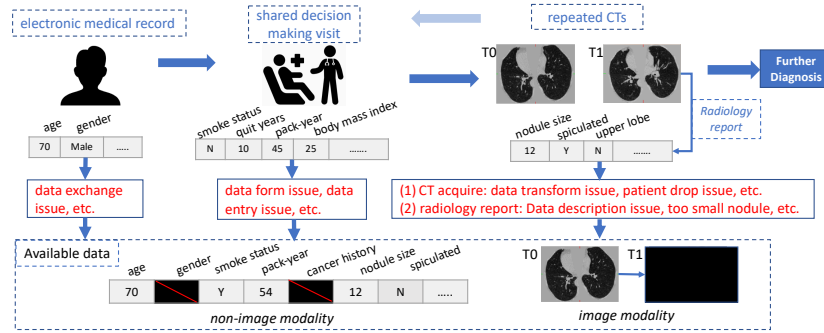 electronic medical record
shared decision
making visit
repeated CTs
T0
T1
Further
Diagnosis
Radiology
report
age
gender
70
Male
.....
smoke status
quit years
pack-year
body mass index
N
10
45
25
.......
nodule size
spiculated
upper lobe
12
Y
N
.......
data exchange
issue, etc.
data form issue, data
entry issue, etc.
(1) CT acquire: data transform issue, patient drop issue, etc.
(2) radiology report: Data description issue, too small nodule, etc.
Available data
age
gender
smoke status
pack-year
cancer history
nodule size
spiculated
70
Y
54
12
N
.....
non-image modality
T0
T1
image modality